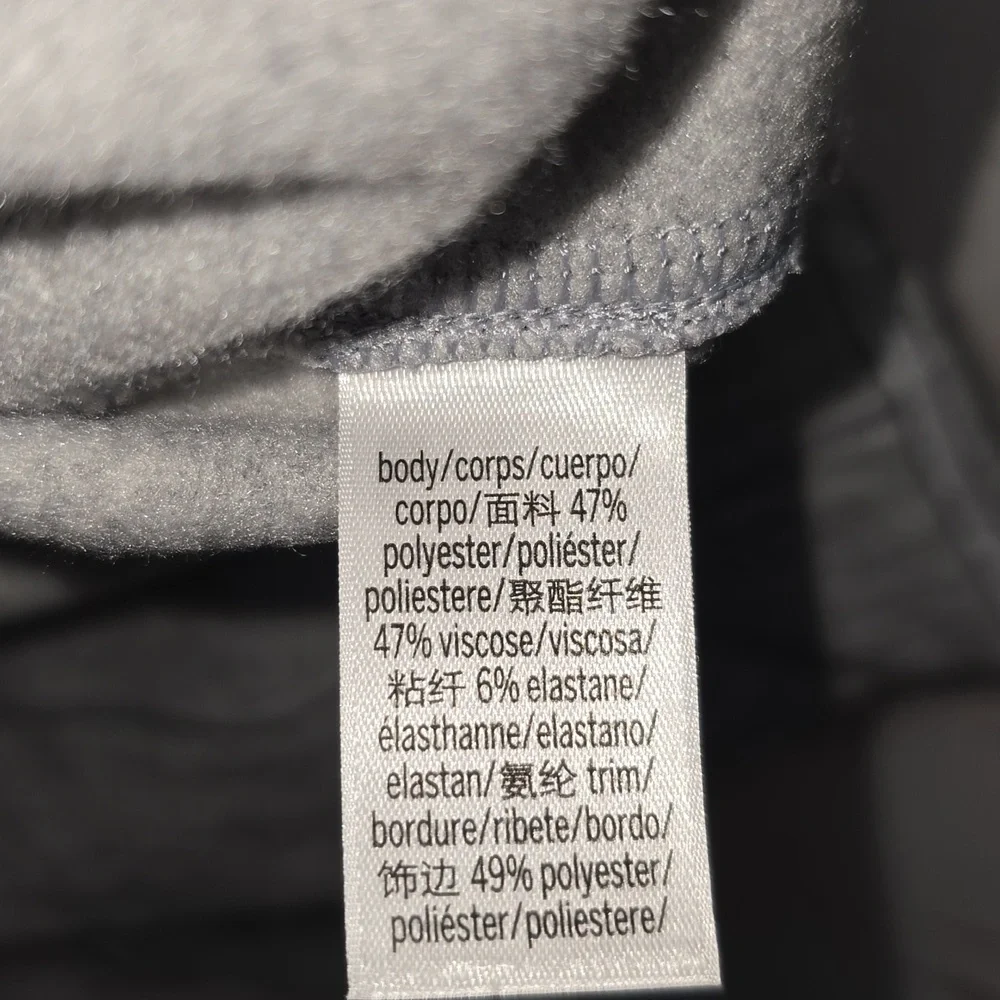 body/corps/cuerpo/
corpo/面料 47%
polyester/poliéster/
poliestere/聚酯纤维
47% viscose/viscosa/
粘纤 6% elastane/
élasthanne/elastano/
elastan/氨纶 trim/
bordure/ribete/bordo/
饰边 49% polyester/
poliéster/poliestere/